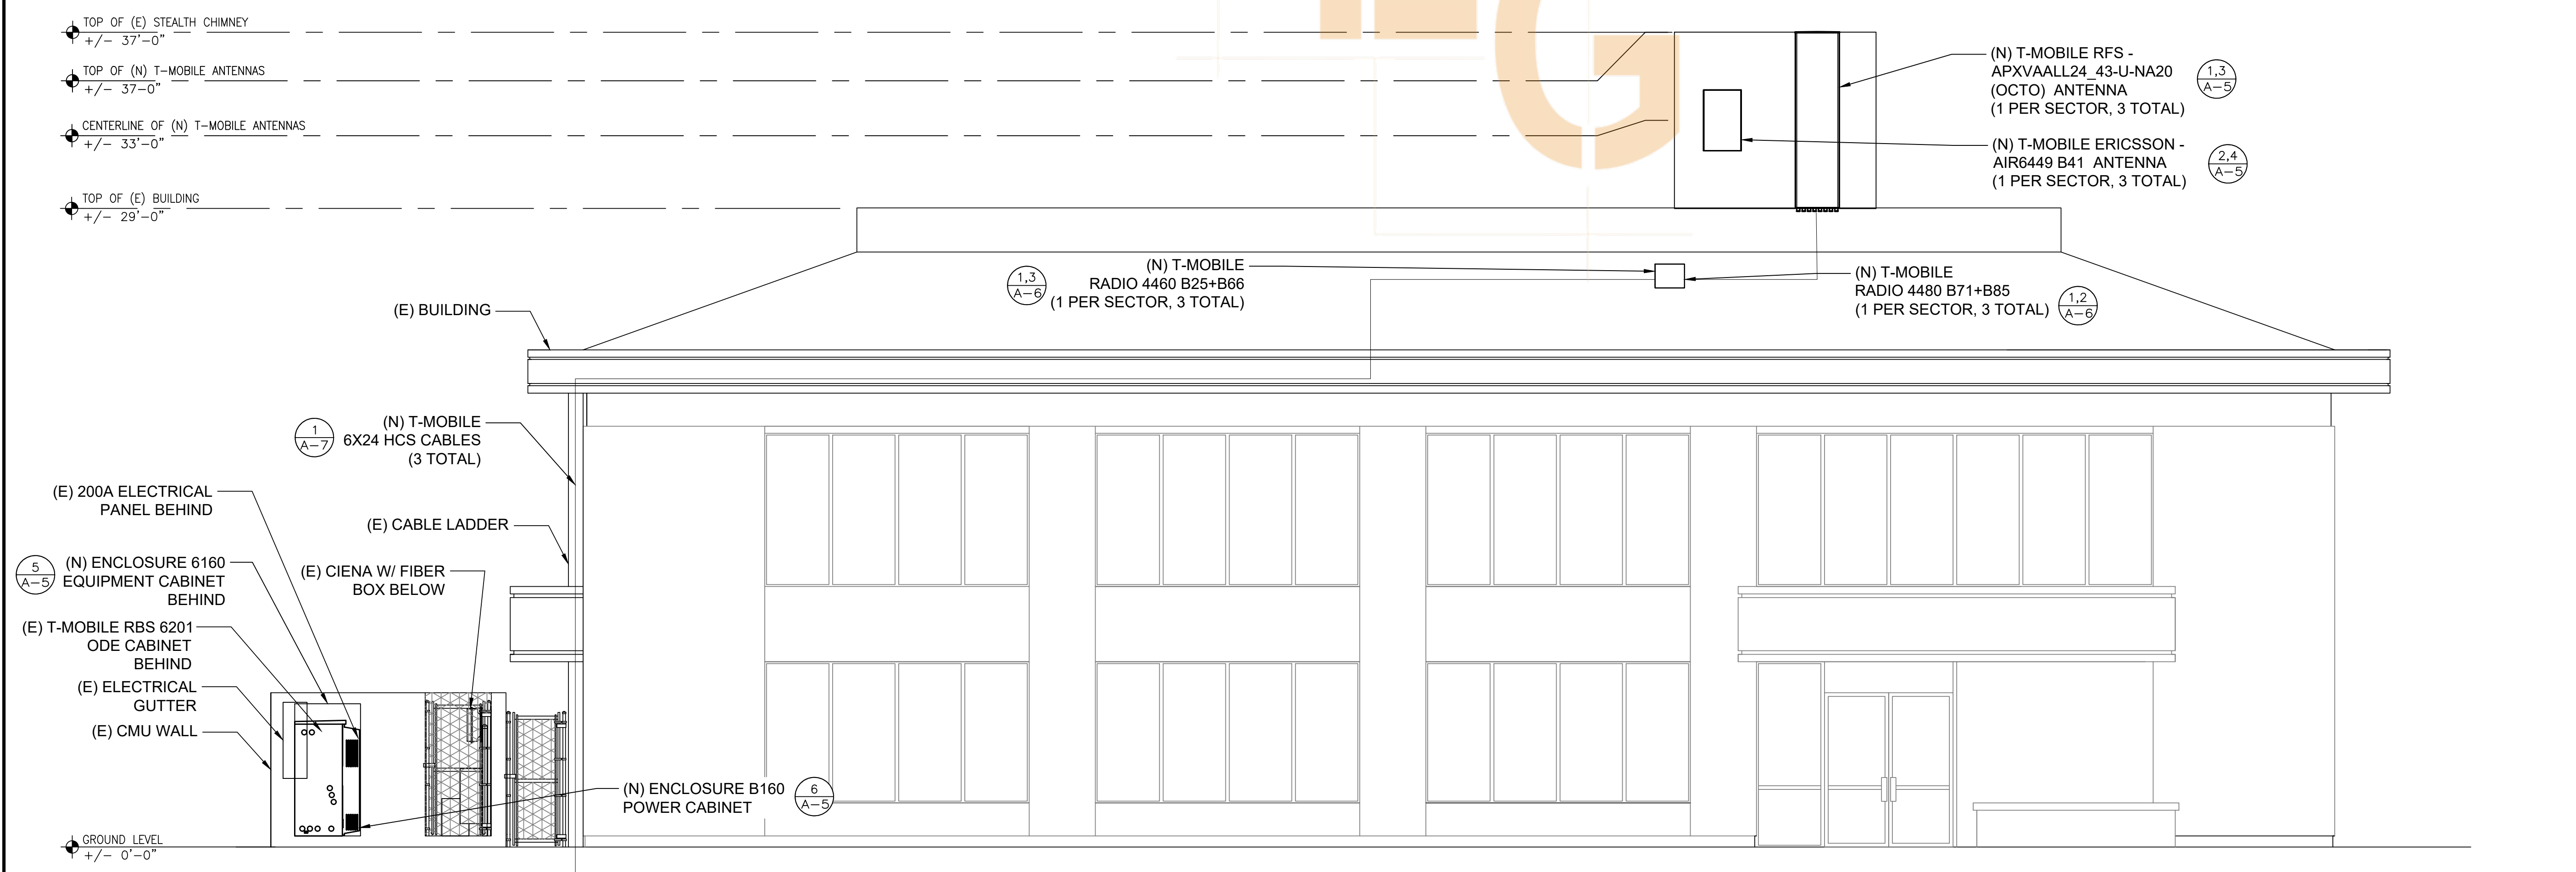 TOP OF (E) STEALTH CHIMNEY
+/- 37'-0"
TOP OF (N) T-MOBILE ANTENNAS
+/- 37-0"
CENTERLINE OF (N) T-MOBILE ANTENNAS
+/- 33'-0"
TOP OF (E) BUILDING
+/- 29'-0"
G
(N) T-MOBILE RFS -
APXVAALL24_43-U-NA20
(OCTO) ANTENNA
(1 PER SECTOR, 3 TOTAL)
1,3
A-5
(N) T-MOBILE ERICSSON -
AIR6449 B41 ANTENNA
(1 PER SECTOR, 3 TOTAL)
2,4
A-5
1,3
A-6
(N) T-MOBILE
RADIO 4460 B25+B66
(1 PER SECTOR, 3 TOTAL)
(N) T-MOBILE
RADIO 4480 B71+B85
(1 PER SECTOR, 3 TOTAL)
1,2
A-6
(E) BUILDING
1
A-7
(N) T-MOBILE
6X24 HCS CABLES
(3 TOTAL)
(E) 200A ELECTRICAL
PANEL BEHIND
(E) CABLE LADDER
5
A-5
(N) ENCLOSURE 6160
EQUIPMENT CABINET
BEHIND
(E) CIENA W/ FIBER
BOX BELOW
(E) T-MOBILE RBS 6201
ODE CABINET
BEHIND
(E) ELECTRICAL
GUTTER
(E) CMU WALL
(N) ENCLOSURE B160
POWER CABINET
6
A-5
GROUND LEVEL
+/- 0'-0"